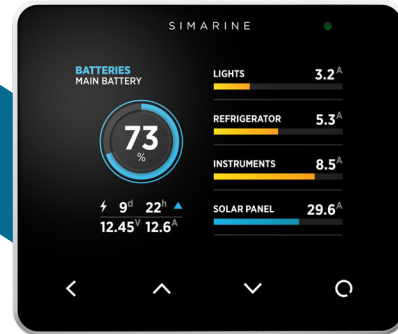 SIMARINE
BATTERIES
MAIN BATTERY
73
%
9d 22h
12.45V 12.6A
LIGHTS 3.2A
REFRIGERATOR 5.3A
INSTRUMENTS 8.5A
SOLAR PANEL 29.6A